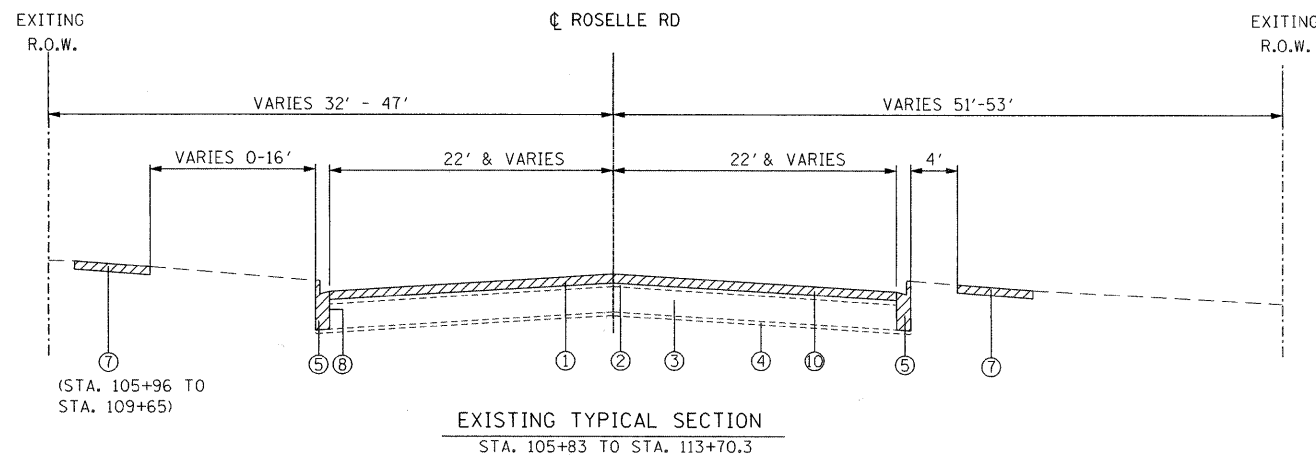 EXITING
R.O.W.
℄ ROSELLE RD
EXITING
R.O.W.
VARIES 32' - 47'
VARIES 51'-53'
VARIES 0-16'
22' & VARIES
22' & VARIES
4'
7
5
8
1
2
3
4
10
5
7
(STA. 105+96 TO
STA. 109+65)
EXISTING TYPICAL SECTION
STA. 105+83 TO STA. 113+70.3